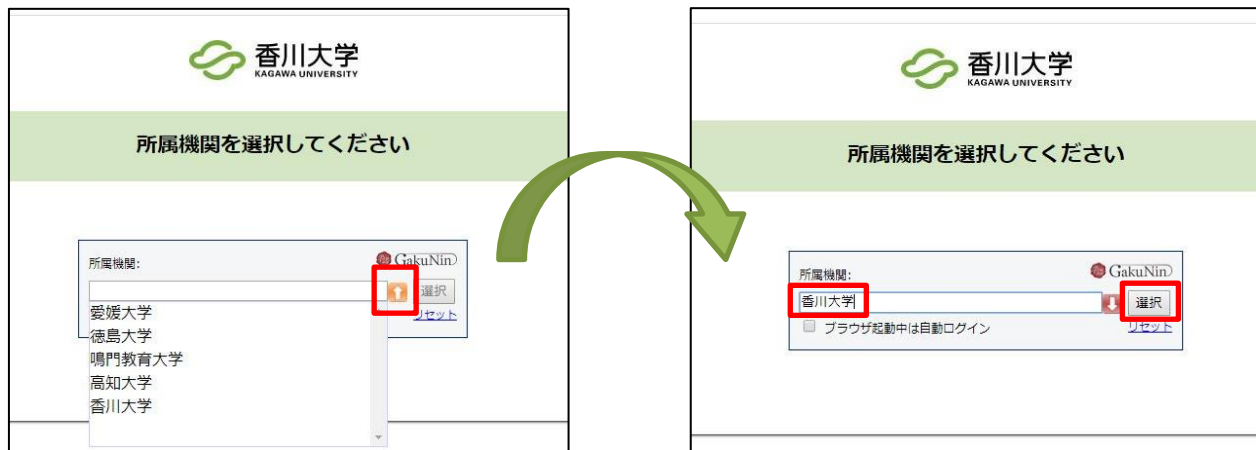 香川大学
KAGAWA UNIVERSITY
所属機関を選択してください
所属機関:
GakuNin
選択
リセット
愛媛大学
徳島大学
鳴門教育大学
高知大学
香川大学
香川大学
KAGAWA UNIVERSITY
所属機関を選択してください
所属機関:
GakuNin
香川大学
選択
ブラウザ起動中は自動ログイン
リセット